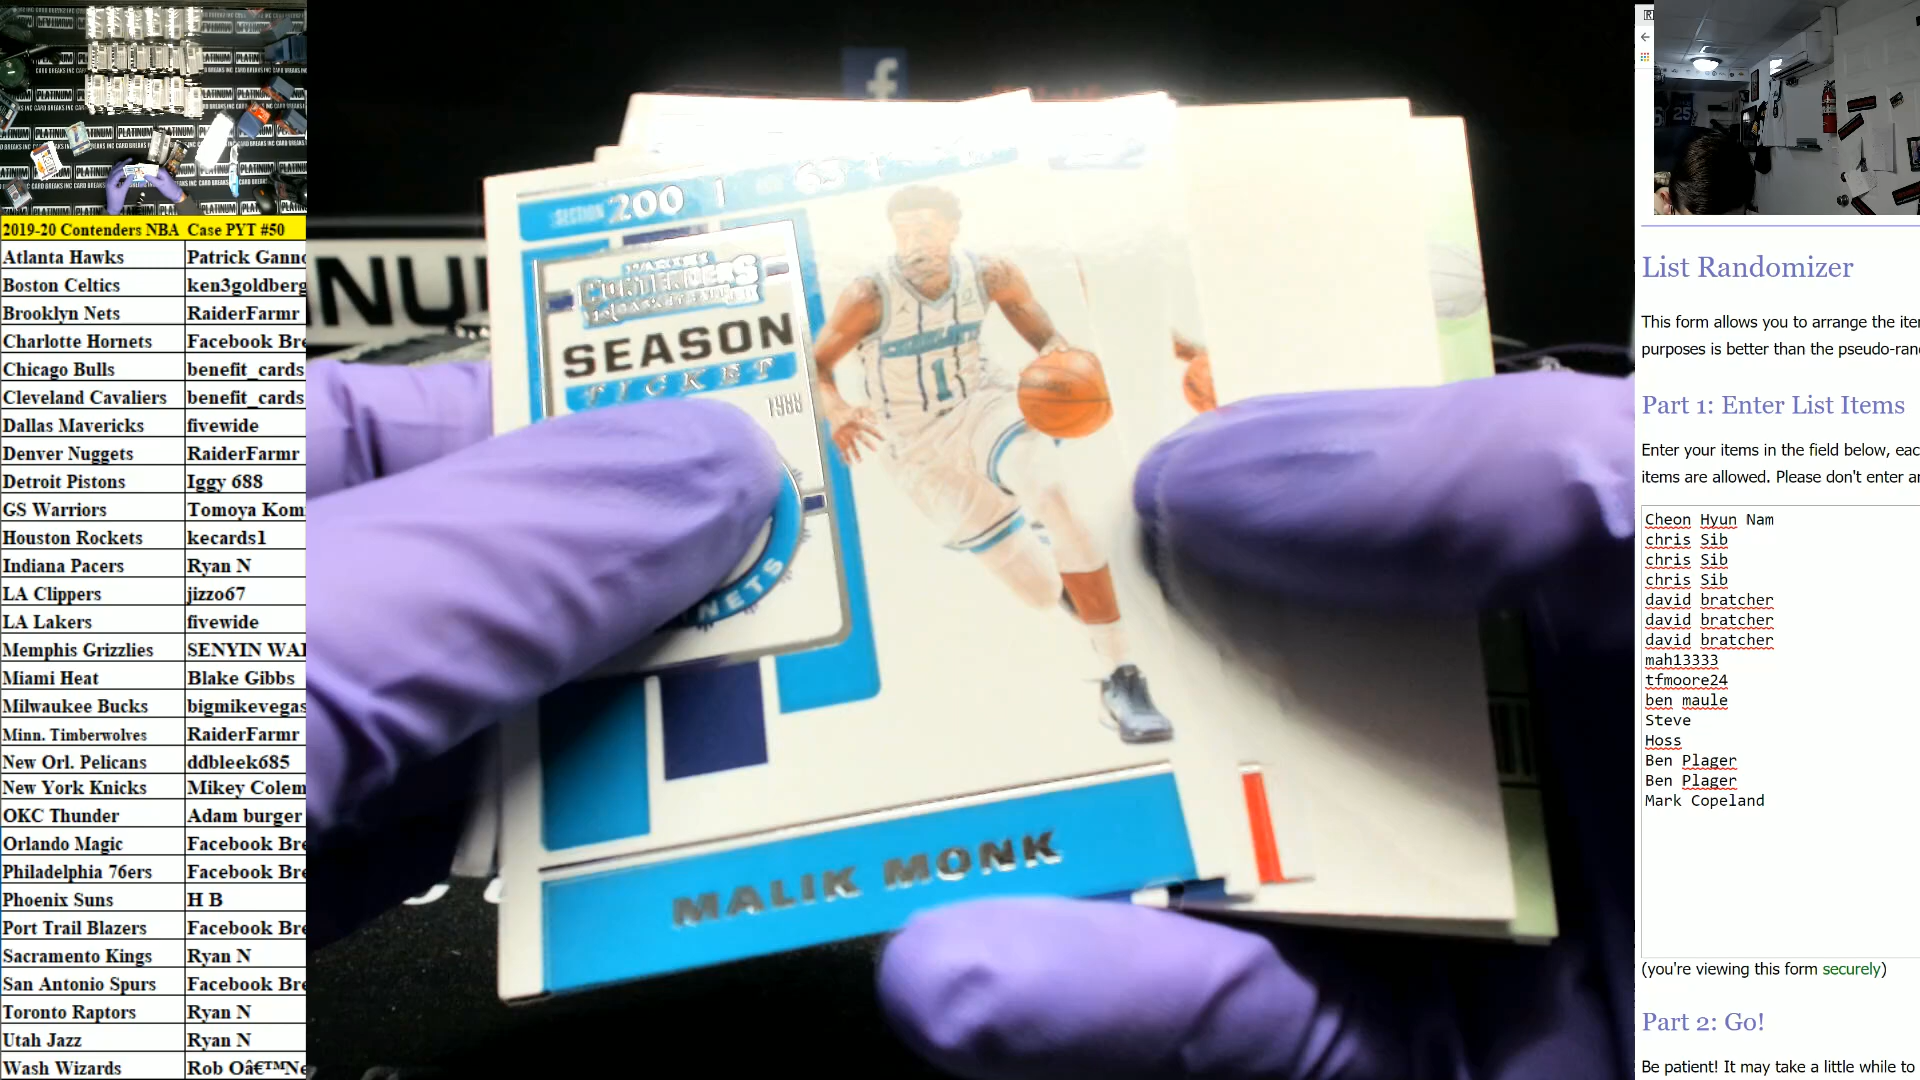 2019-20 Contenders NBA Case PYT #50
Atlanta Hawks Patrick Ganno
Boston Celtics ken3goldberg
Brooklyn Nets RaiderFarmr
Charlotte Hornets Facebook Bre
Chicago Bulls benefit_cards
Cleveland Cavaliers benefit_cards
Dallas Mavericks fivewide
Denver Nuggets RaiderFarmr
Detroit Pistons Iggy 688
GS Warriors Tomoya Kom
Houston Rockets kecards1
Indiana Pacers Ryan N
LA Clippers jizzo67
LA Lakers fivewide
Memphis Grizzlies SENYIN WAI
Miami Heat Blake Gibbs
Milwaukee Bucks bigmikevegas
Minn. Timberwolves RaiderFarmr
New Orl. Pelicans ddbleek685
New York Knicks Mikey Colem
OKC Thunder Adam burger
Orlando Magic Facebook Bre
Philadelphia 76ers Facebook Bre
Phoenix Suns H B
Port Trail Blazers Facebook Bre
Sacramento Kings Ryan N
San Antonio Spurs Facebook Bre
Toronto Raptors Ryan N
Utah Jazz Ryan N
Wash Wizards Rob Oâ€™Ne
SECTION 200
PANINI
CONTENDERS
SEASON
TICKET
NETS
CHARLOTTE
1
MALIK MONK
List Randomizer
This form allows you to arrange the iter
purposes is better than the pseudo-ran
Part 1: Enter List Items
Enter your items in the field below, eac
items are allowed. Please don't enter an
Cheon Hyun Nam
chris Sib
chris Sib
chris Sib
david bratcher
david bratcher
david bratcher
mah13333
tfmoore24
ben maule
Steve
Hoss
Ben Plager
Ben Plager
Mark Copeland
(you're viewing this form securely)
Part 2: Go!
Be patient! It may take a little while to